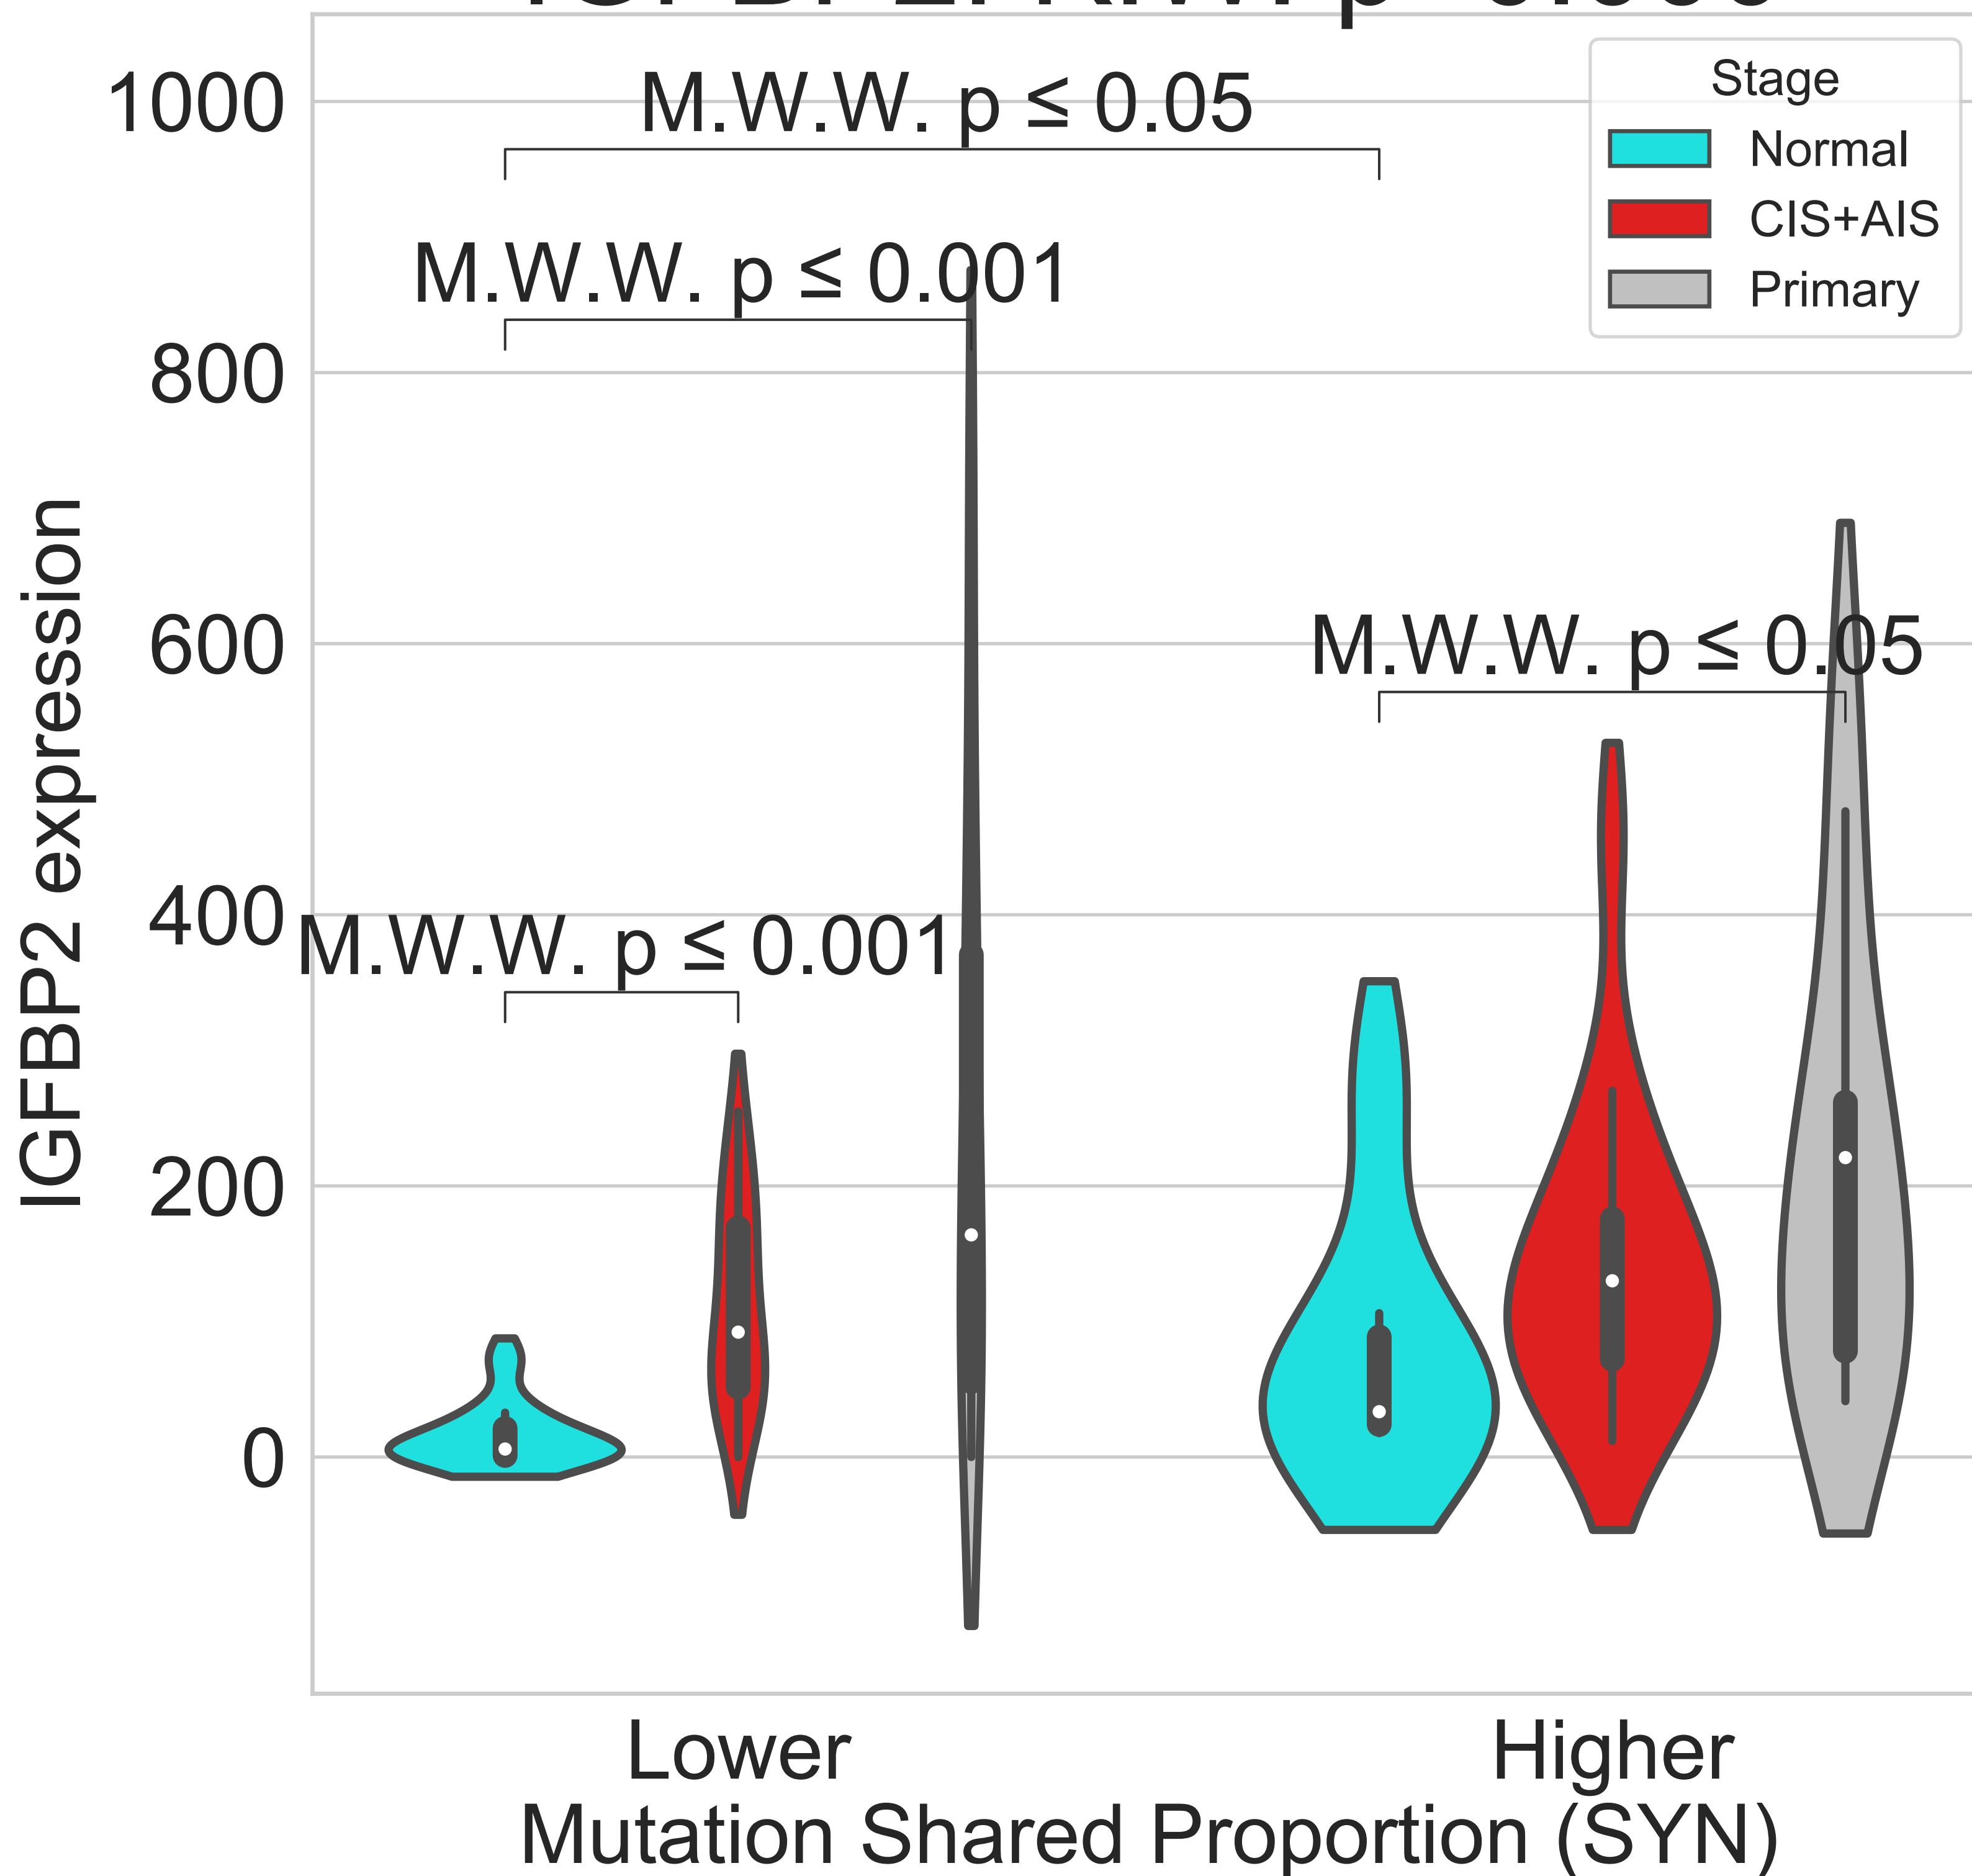 1000
800
600
400
200
0
IGFBP2 expression
M.W.W. p ≤ 0.05
M.W.W. p ≤ 0.001
M.W.W. p ≤ 0.05
M.W.W. p ≤ 0.001
Stage
Normal
CIS+AIS
Primary
Lower
Higher
Mutation Shared Proportion (SYN)